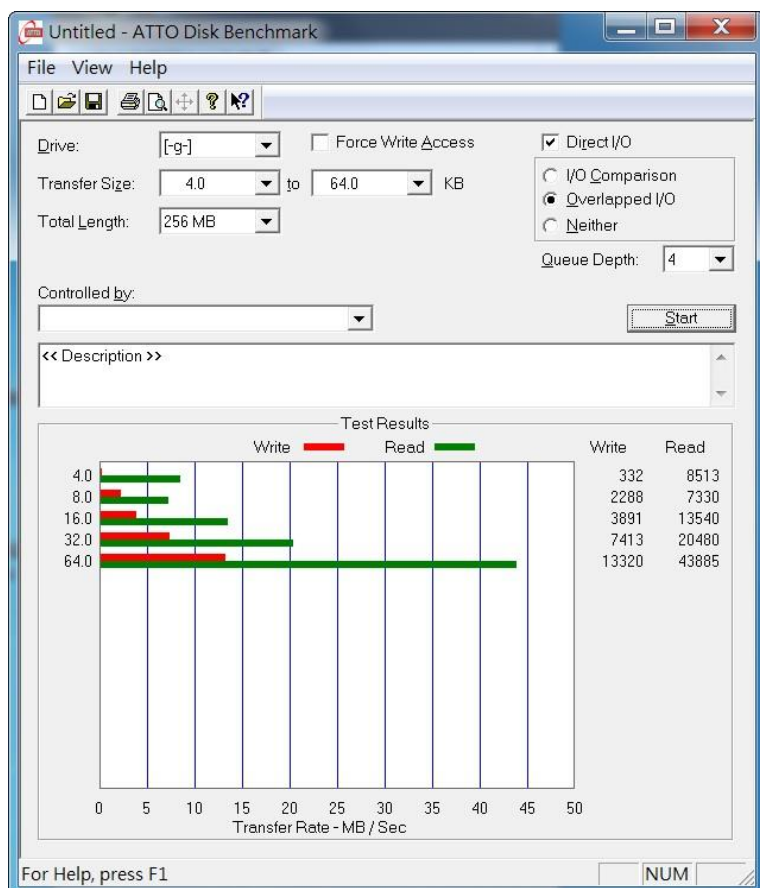 Untitled - ATTO Disk Benchmark
File View Help
Drive: [-g-] Force Write Access Direct I/O
Transfer Size: 4.0 to 64.0 KB I/O Comparison
Overlapped I/O
Total Length: 256 MB Neither
Queue Depth: 4
Controlled by:
Start
<< Description >>
Test Results
Write Read Write Read
4.0 332 8513
8.0 2288 7330
16.0 3891 13540
32.0 7413 20480
64.0 13320 43885
0 5 10 15 20 25 30 35 40 45 50
Transfer Rate - MB / Sec
For Help, press F1 NUM